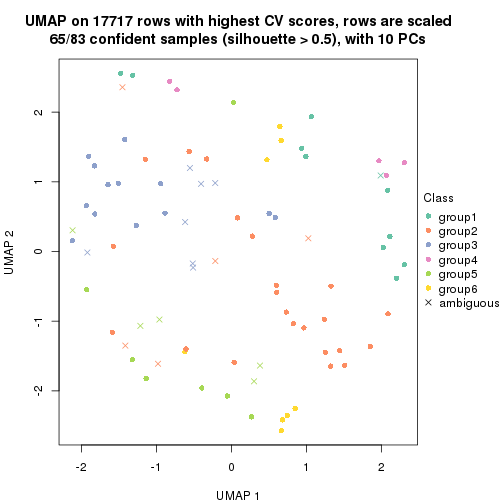 UMAP on 17717 rows with highest CV scores, rows are scaled
65/83 confident samples (silhouette > 0.5), with 10 PCs
UMAP 2
2
1
0
-1
-2
-2
-1
0
1
2
UMAP 1
Class
group1
group2
group3
group4
group5
group6
ambiguous